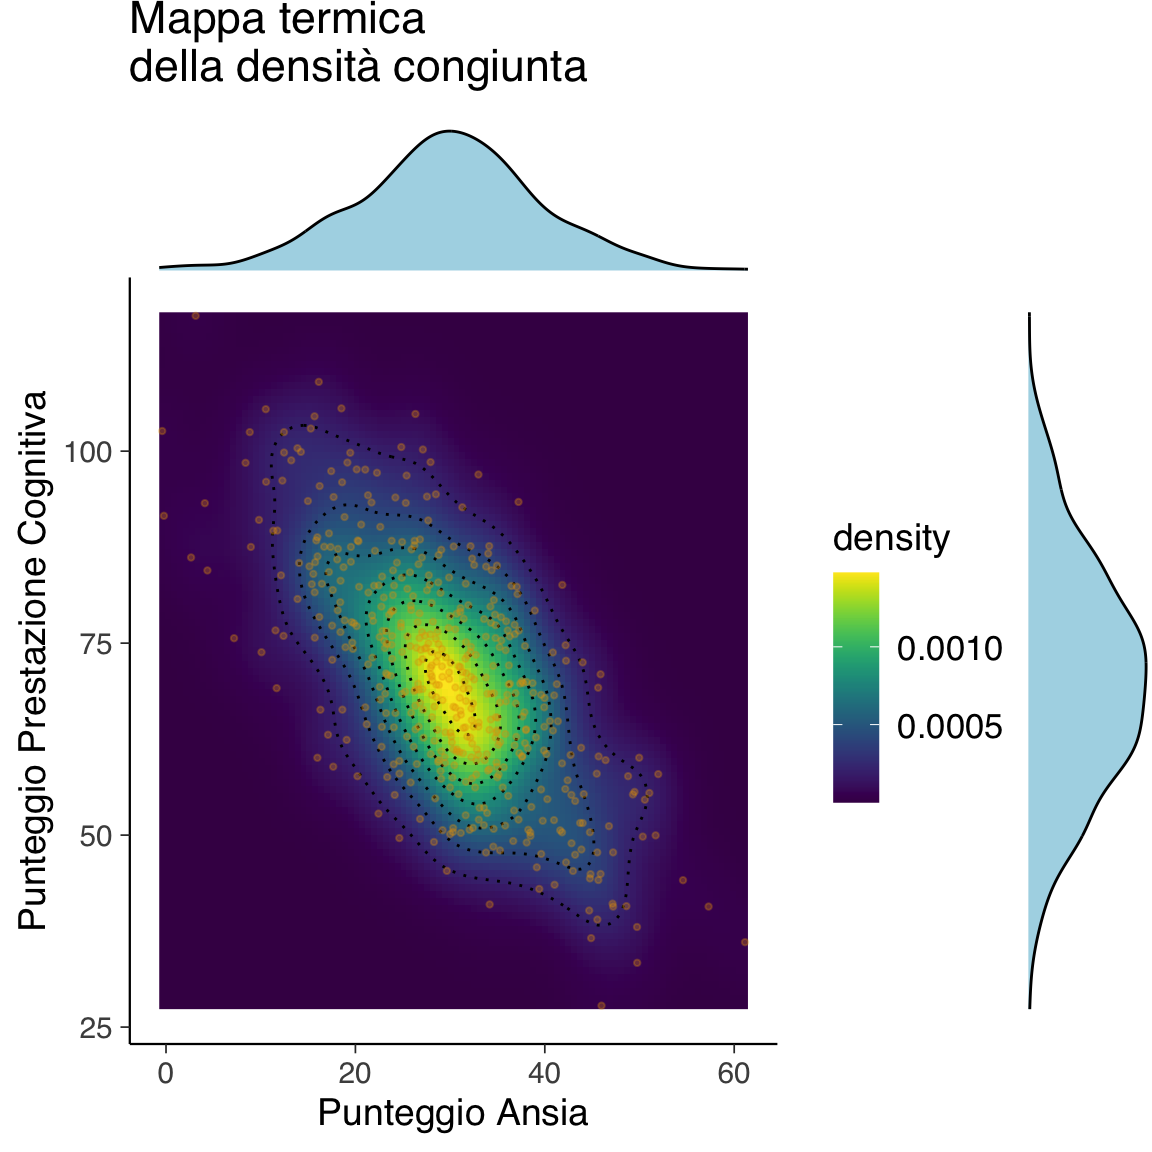 Mappa termica
della densità congiunta
Punteggio Prestazione Cognitiva
100
75
50
25
0 20 40 60
Punteggio Ansia
density
0.0010
0.0005